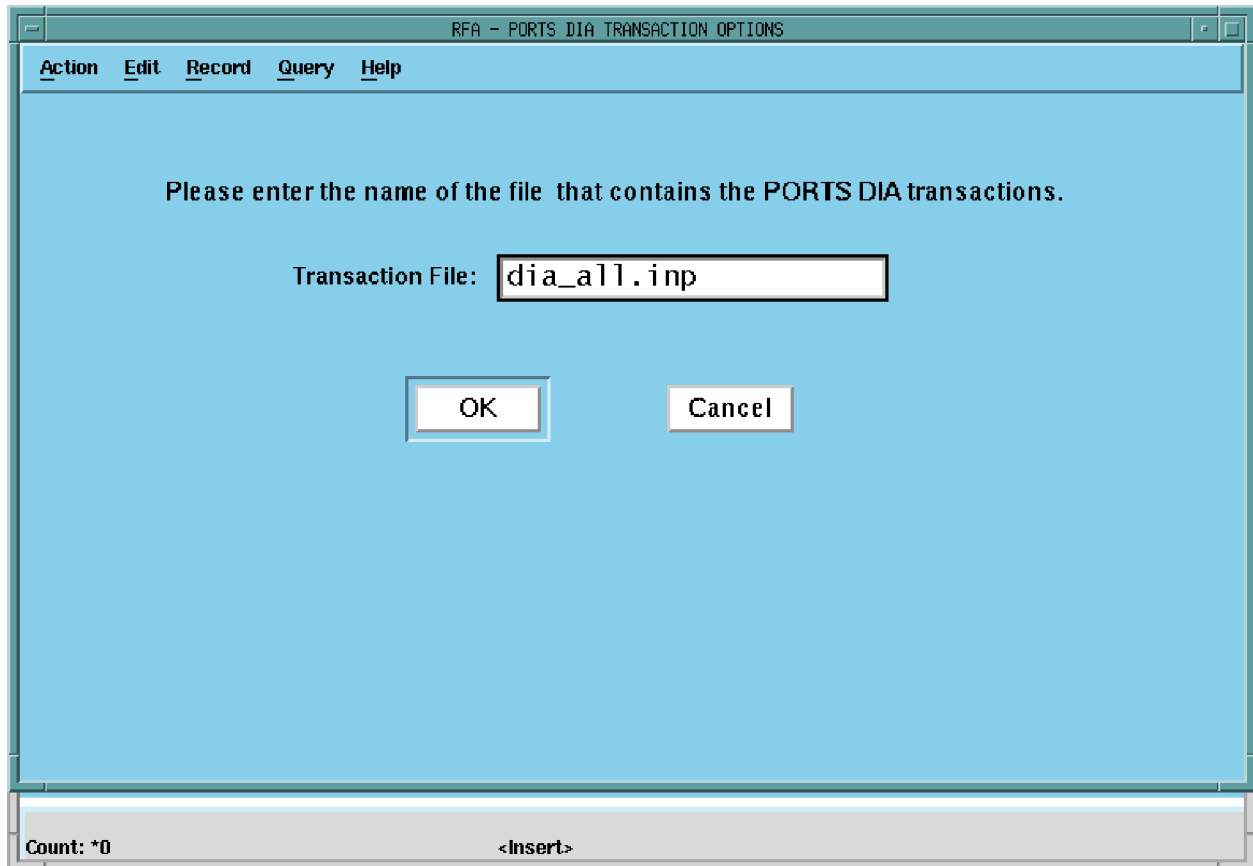 RFA - PORTS DIA TRANSACTION OPTIONS
Action Edit Record Query Help
Please enter the name of the file that contains the PORTS DIA transactions.
Transaction File: dia_all.inp
OK Cancel
Count: *0 <Insert>